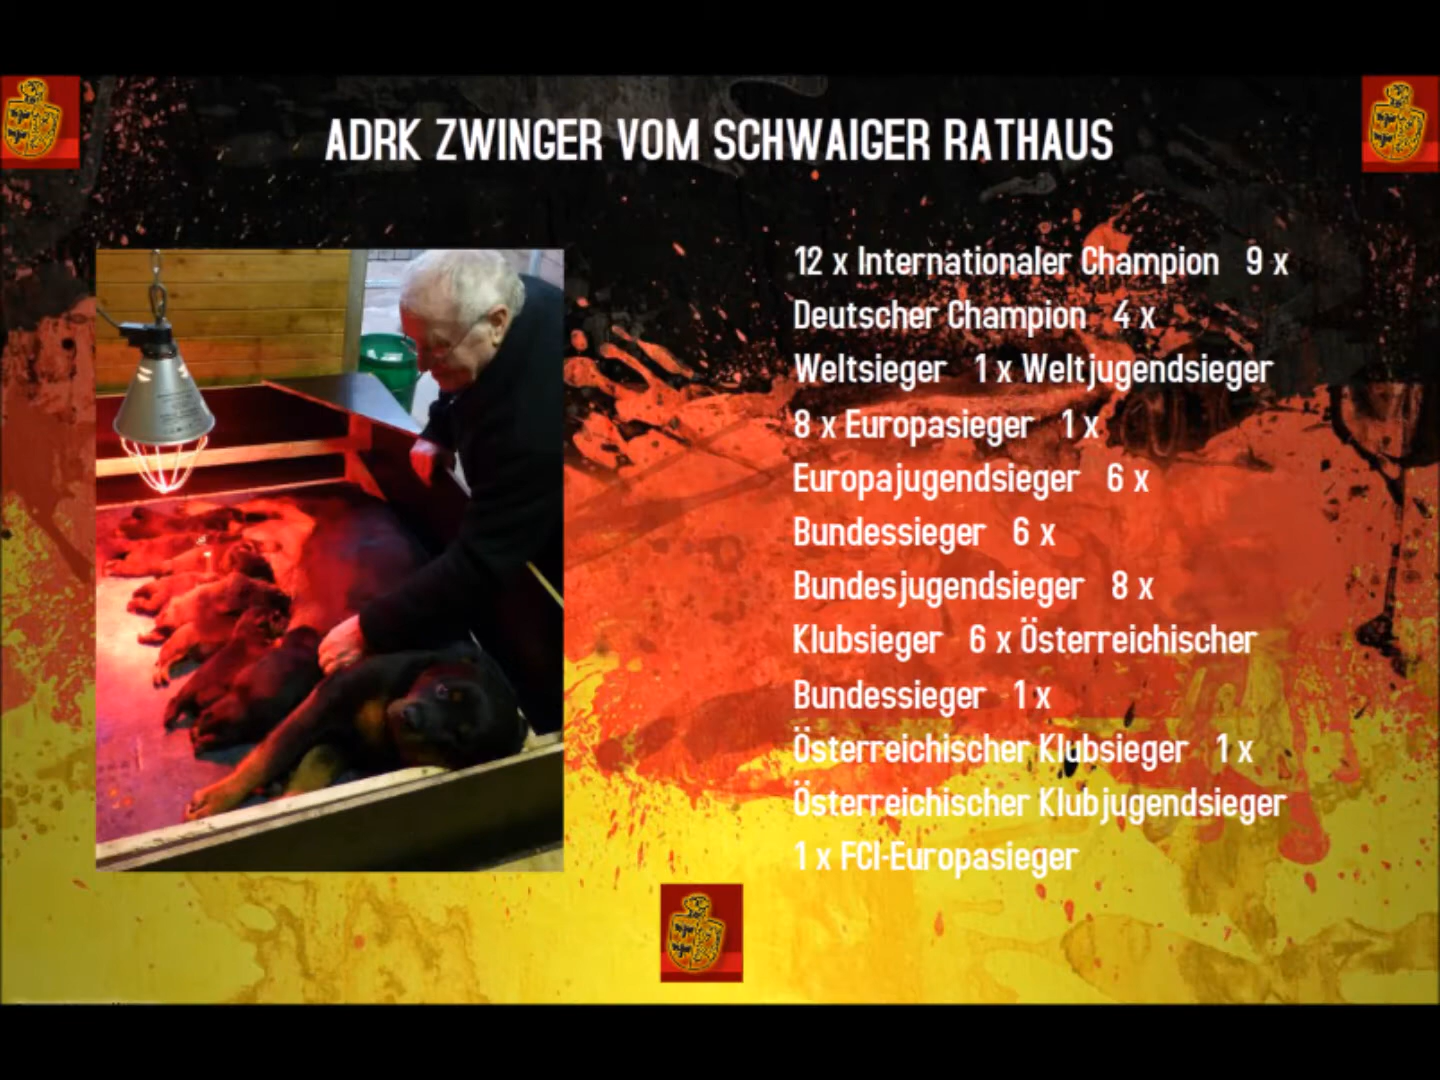 ADRK ZWINGER VOM SCHWAIGER RATHAUS
12 x Internationaler Champion 9 x
Deutscher Champion 4 x
Weltsieger 1 x Weltjugendsieger
8 x Europasieger 1 x
Europajugendsieger 6 x
Bundessieger 6 x
Bundesjugendsieger 8 x
Klubsieger 6 x Österreichischer
Bundessieger 1 x
Österreichischer Klubsieger 1 x
Österreichischer Klubjugendsieger
1 x FCI-Europasieger